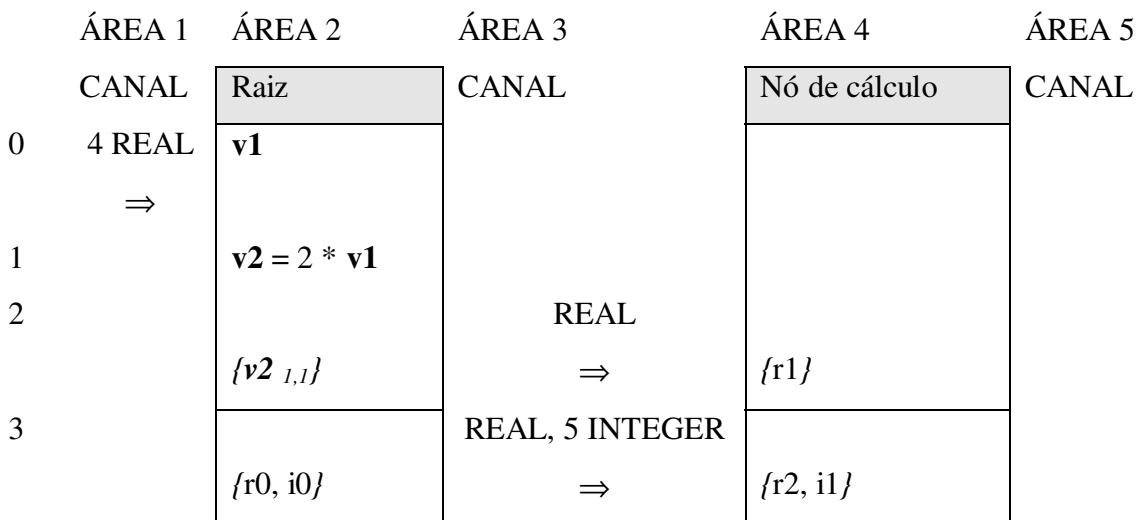 ÁREA 1 ÁREA 2 ÁREA 3 ÁREA 4 ÁREA 5
CANAL Raiz CANAL Nó de cálculo CANAL
0 4 REAL v1
⇒
1 v2 = 2 * v1
2 REAL
{v2 1,1} ⇒ {r1}
3 REAL, 5 INTEGER
{r0, i0} ⇒ {r2, i1}